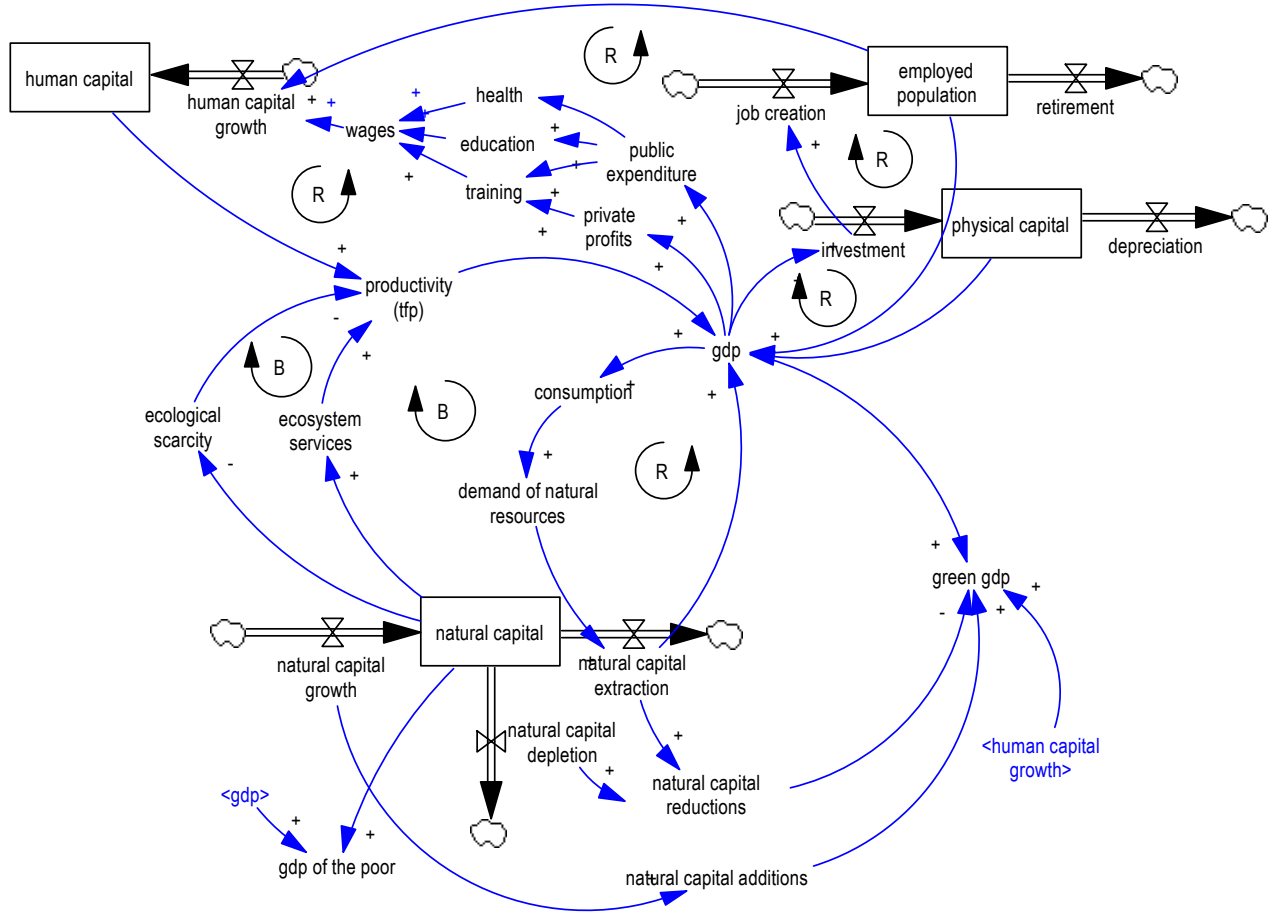 R
human capital
employed
population
human capital
growth
+
+
+
health
job creation
retirement
wages
education
+
public
expenditure
+
R
training
+
+
R
+
private
profits
+
+
physical capital
+
investment
depreciation
+
+
productivity
(tfp)
-
+
R
+
gdp
+
B
+
B
consumption
+
+
ecological
scarcity
ecosystem
services
-
+
+
R
demand of natural
resources
+
green gdp
+
-
+
natural capital
natural capital
growth
natural capital
extraction
natural capital
depletion
+
+
<human capital
growth>
natural capital
reductions
<gdp>
+
+
gdp of the poor
natural capital additions